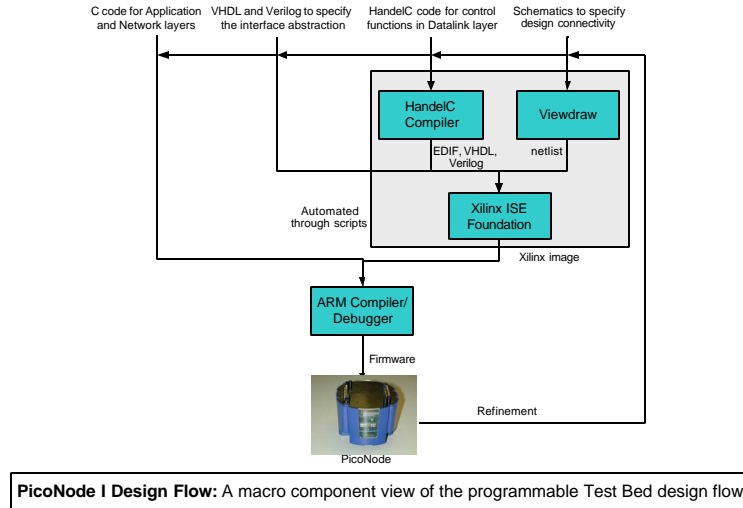 C code for Application
and Network layers
VHDL and Verilog to specify
the interface abstraction
HandelC code for control
functions in Datalink layer
Schematics to specify
design connectivity
HandelC
Compiler
Viewdraw
EDIF, VHDL,
Verilog
netlist
Automated
through scripts
Xilinx ISE
Foundation
Xilinx image
ARM Compiler/
Debugger
Firmware
Refinement
PicoNode
PicoNode I Design Flow: A macro component view of the programmable Test Bed design flow